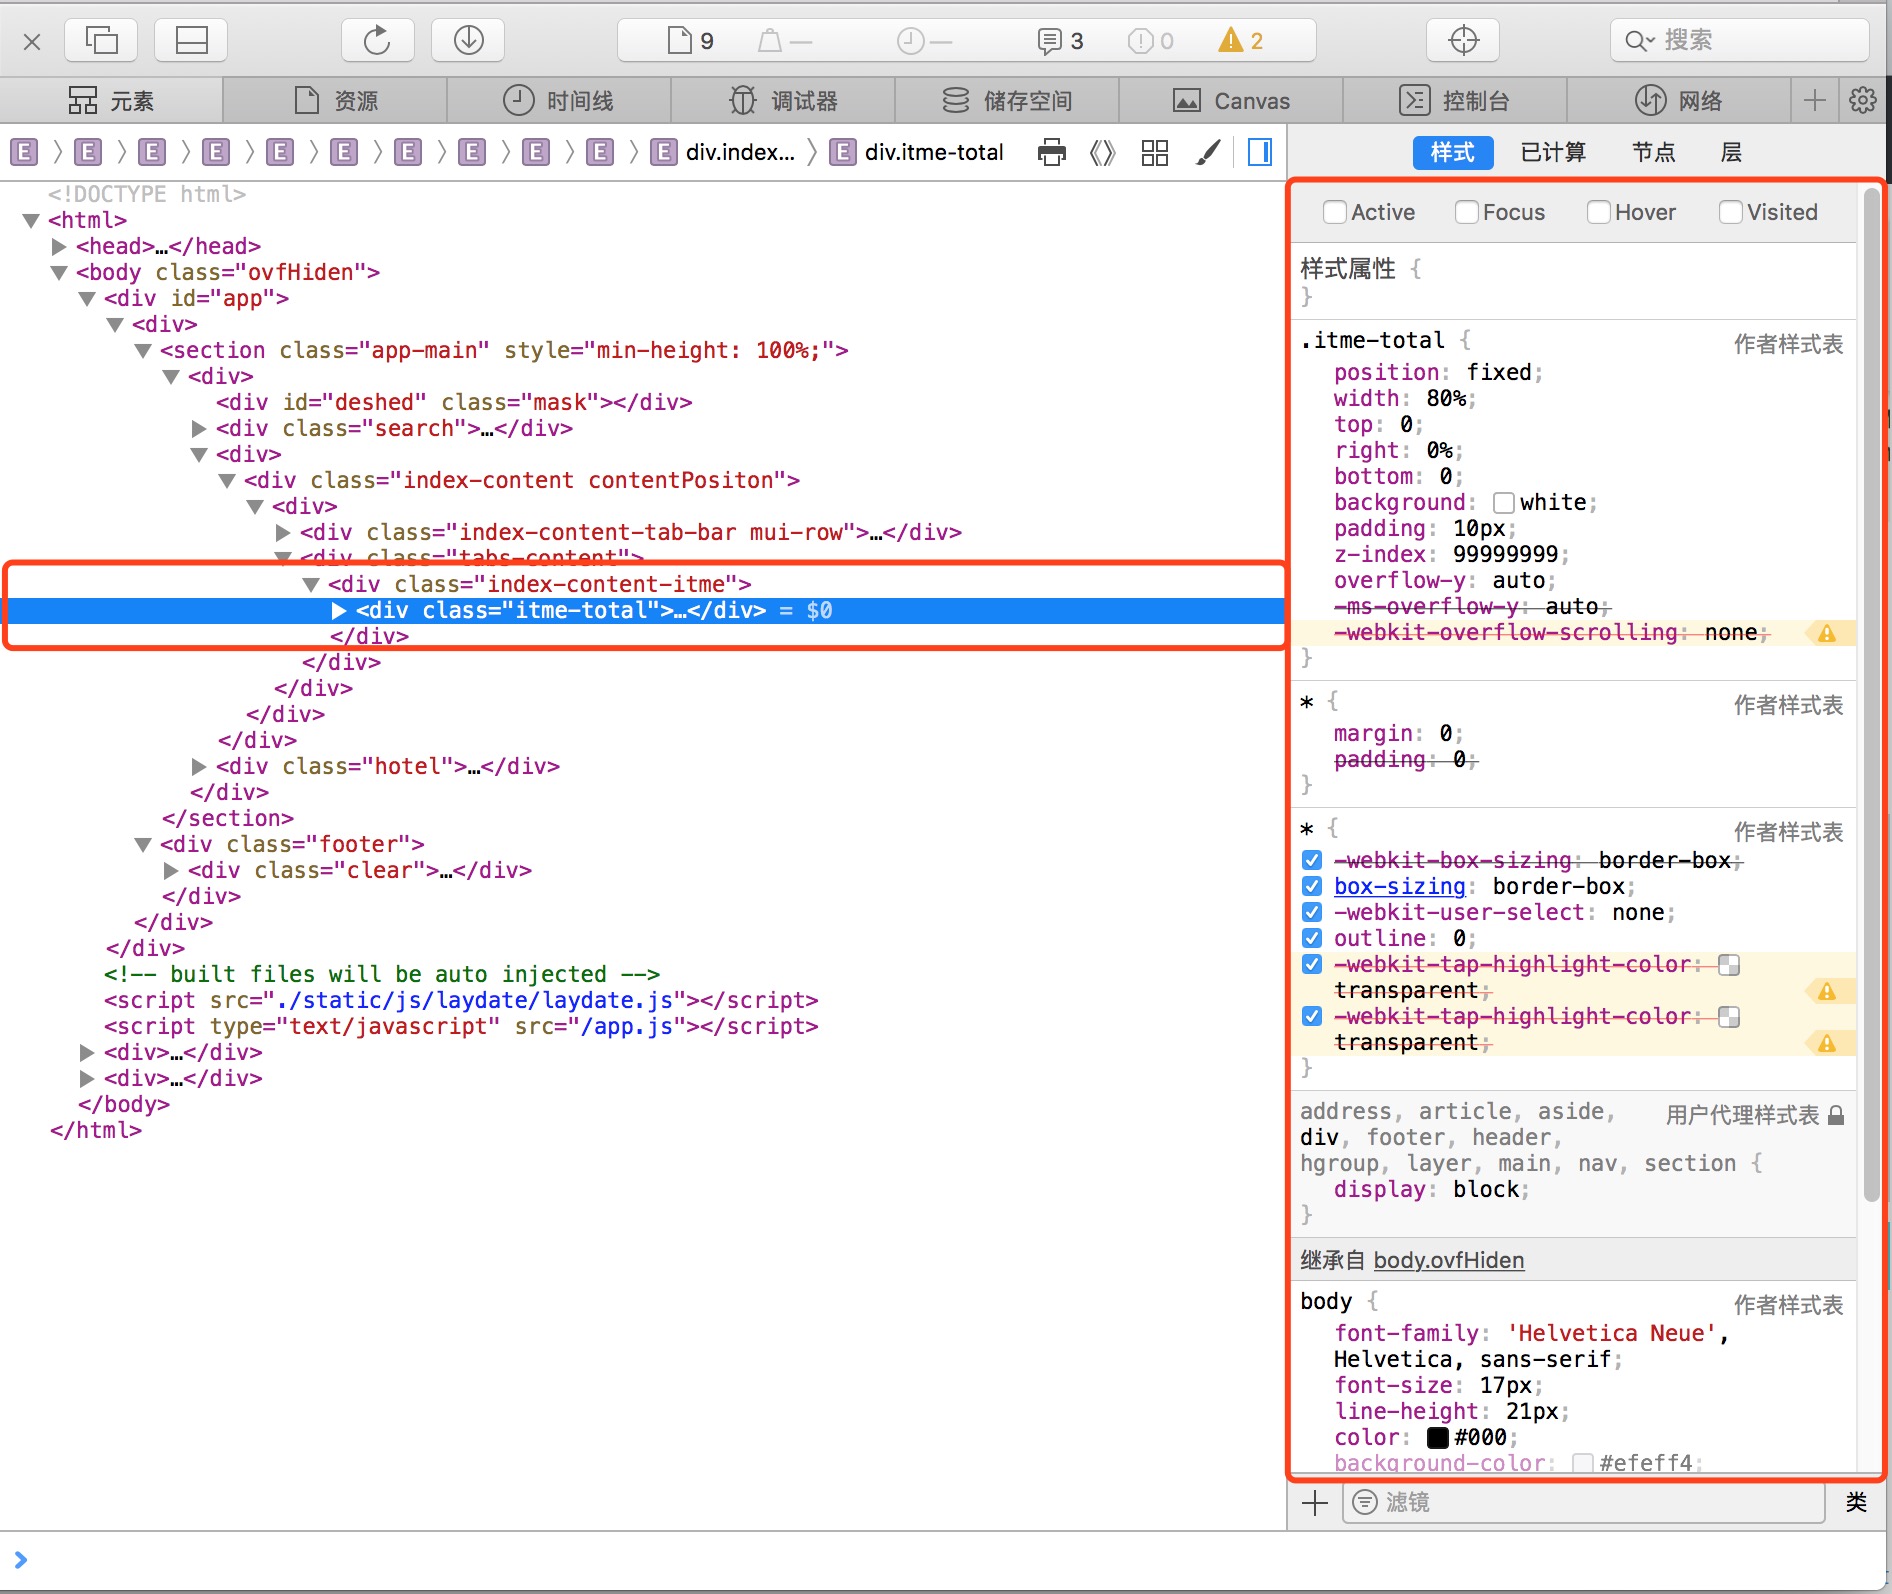 9 — — 3 0 2 搜索
元素 资源 时间线 调试器 储存空间 Canvas 控制台 网络
E E E E E E E E E E E div.index... E div.itme-total 样式 已计算 节点 层
<!DOCTYPE html>
<html>
<head>…</head>
<body class="ovfHiden">
<div id="app">
<div>
<section class="app-main" style="min-height: 100%;">
<div>
<div id="deshed" class="mask"></div>
<div class="search">…</div>
<div>
<div class="index-content contentPositon">
<div>
<div class="index-content-tab-bar mui-row">…</div>
<div class="tabs-content">
<div class="index-content-itme">
<div class="itme-total">…</div> = $0
</div>
</div>
</div>
</div>
</div>
<div class="hotel">…</div>
</div>
</section>
<div class="footer">
<div class="clear">…</div>
</div>
</div>
</div>
<!-- built files will be auto injected -->
<script src="./static/js/laydate/laydate.js"></script>
<script type="text/javascript" src="/app.js"></script>
<div>…</div>
<div>…</div>
</body>
</html>
Active Focus Hover Visited
样式属性 {
}
.itme-total { 作者样式表
position: fixed;
width: 80%;
top: 0;
right: 0%;
bottom: 0;
background: white;
padding: 10px;
z-index: 99999999;
overflow-y: auto;
-ms-overflow-y: auto;
-webkit-overflow-scrolling: none;
}
* { 作者样式表
margin: 0;
padding: 0;
}
* { 作者样式表
-webkit-box-sizing: border-box;
box-sizing: border-box;
-webkit-user-select: none;
outline: 0;
-webkit-tap-highlight-color:
transparent;
-webkit-tap-highlight-color:
transparent;
}
address, article, aside, 用户代理样式表
div, footer, header,
hgroup, layer, main, nav, section {
display: block;
}
继承自 body.ovfHiden
body { 作者样式表
font-family: 'Helvetica Neue',
Helvetica, sans-serif;
font-size: 17px;
line-height: 21px;
color: #000;
background-color: #efeff4;
滤镜 类